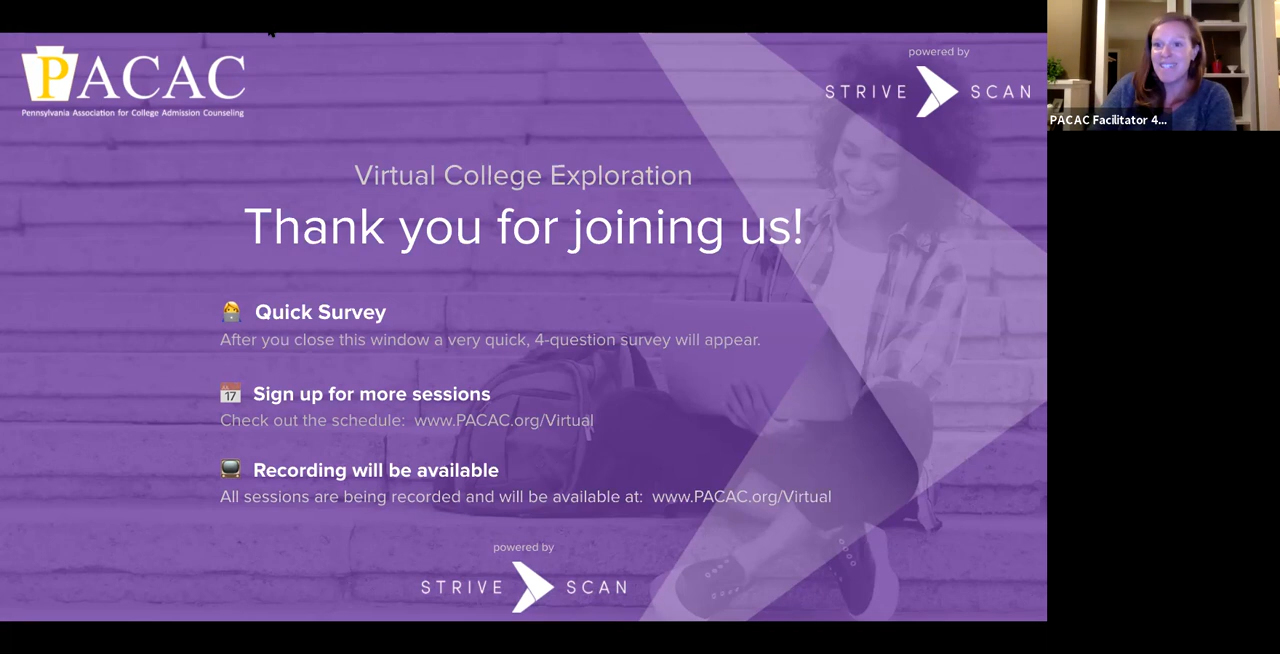 PACAC
Pennsylvania Association for College Admission Counseling
powered by
STRIVE SCAN
PACAC Facilitator 4...
Virtual College Exploration
Thank you for joining us!
Quick Survey
After you close this window a very quick, 4-question survey will appear.
17
Sign up for more sessions
Check out the schedule: www.PACAC.org/Virtual
Recording will be available
All sessions are being recorded and will be available at: www.PACAC.org/Virtual
powered by
STRIVE SCAN